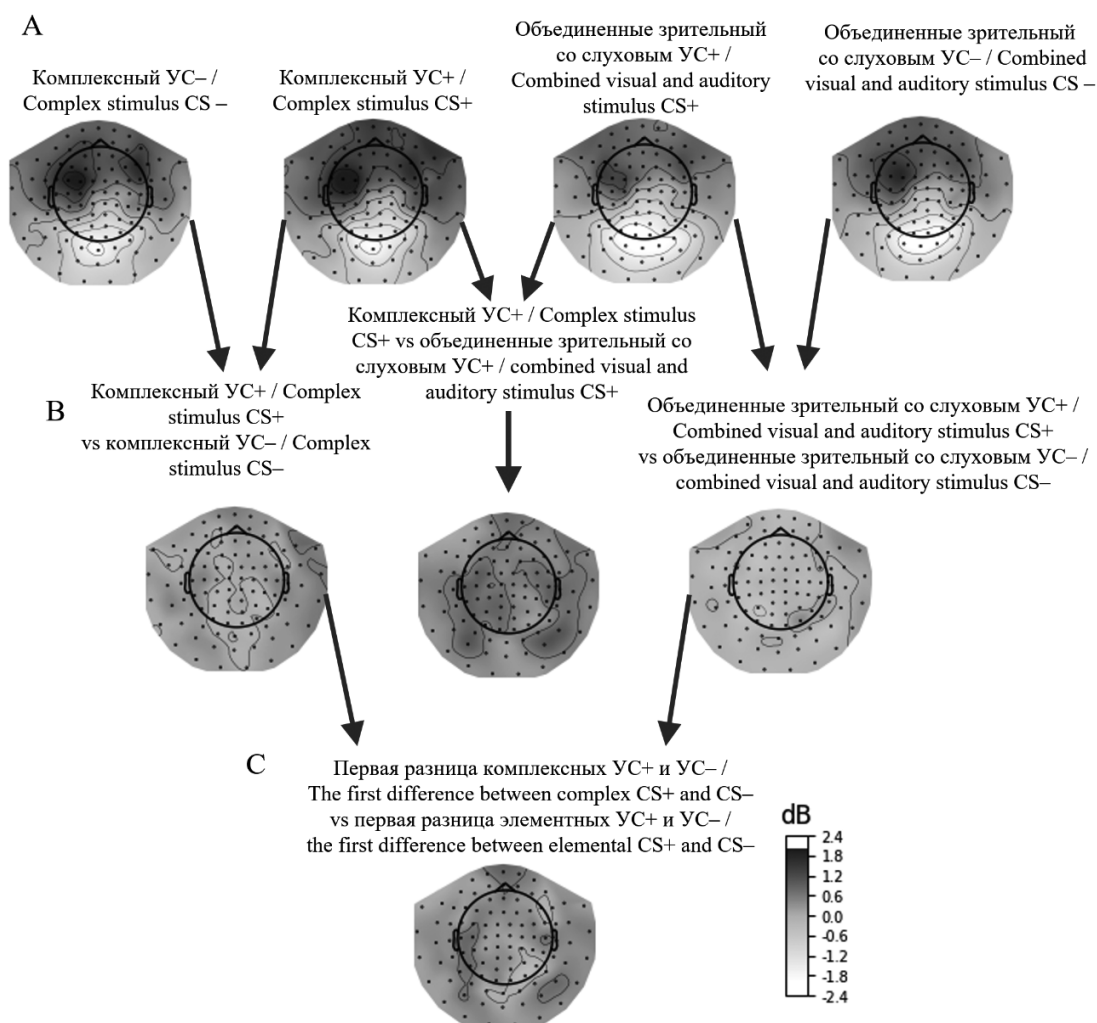 A
Комплексный УС– /
Complex stimulus CS –
Комплексный УС+ /
Complex stimulus CS+
Объединенные зрительный
со слуховым УС+ /
Combined visual and auditory
stimulus CS+
Объединенные зрительный
со слуховым УС– / Combined
visual and auditory stimulus CS –
Комплексный УС+ / Complex stimulus
CS+ vs объединенные зрительный со
слуховым УС+ / combined visual and
auditory stimulus CS+
B
Комплексный УС+ / Complex
stimulus CS+
vs комплексный УС– / Complex
stimulus CS–
Объединенные зрительный со слуховым УС+ /
Combined visual and auditory stimulus CS+
vs объединенные зрительный со слуховым УС– /
combined visual and auditory stimulus CS–
C
Первая разница комплексных УС+ и УС– /
The first difference between complex CS+ and CS–
vs первая разница элементных УС+ и УС– /
the first difference between elemental CS+ and CS–
dB
2.4
1.8
1.2
0.6
0.0
-0.6
-1.2
-1.8
-2.4